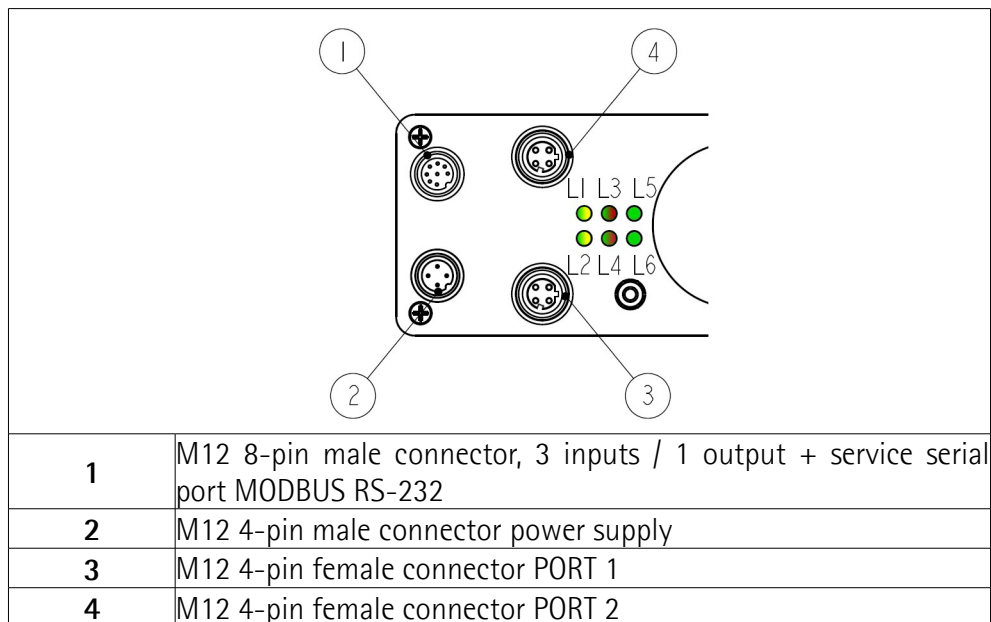 1 4
L1 L3 L5
L2 L4 L6
2 3
1 M12 8-pin male connector, 3 inputs / 1 output + service serial
port MODBUS RS-232
2 M12 4-pin male connector power supply
3 M12 4-pin female connector PORT 1
4 M12 4-pin female connector PORT 2